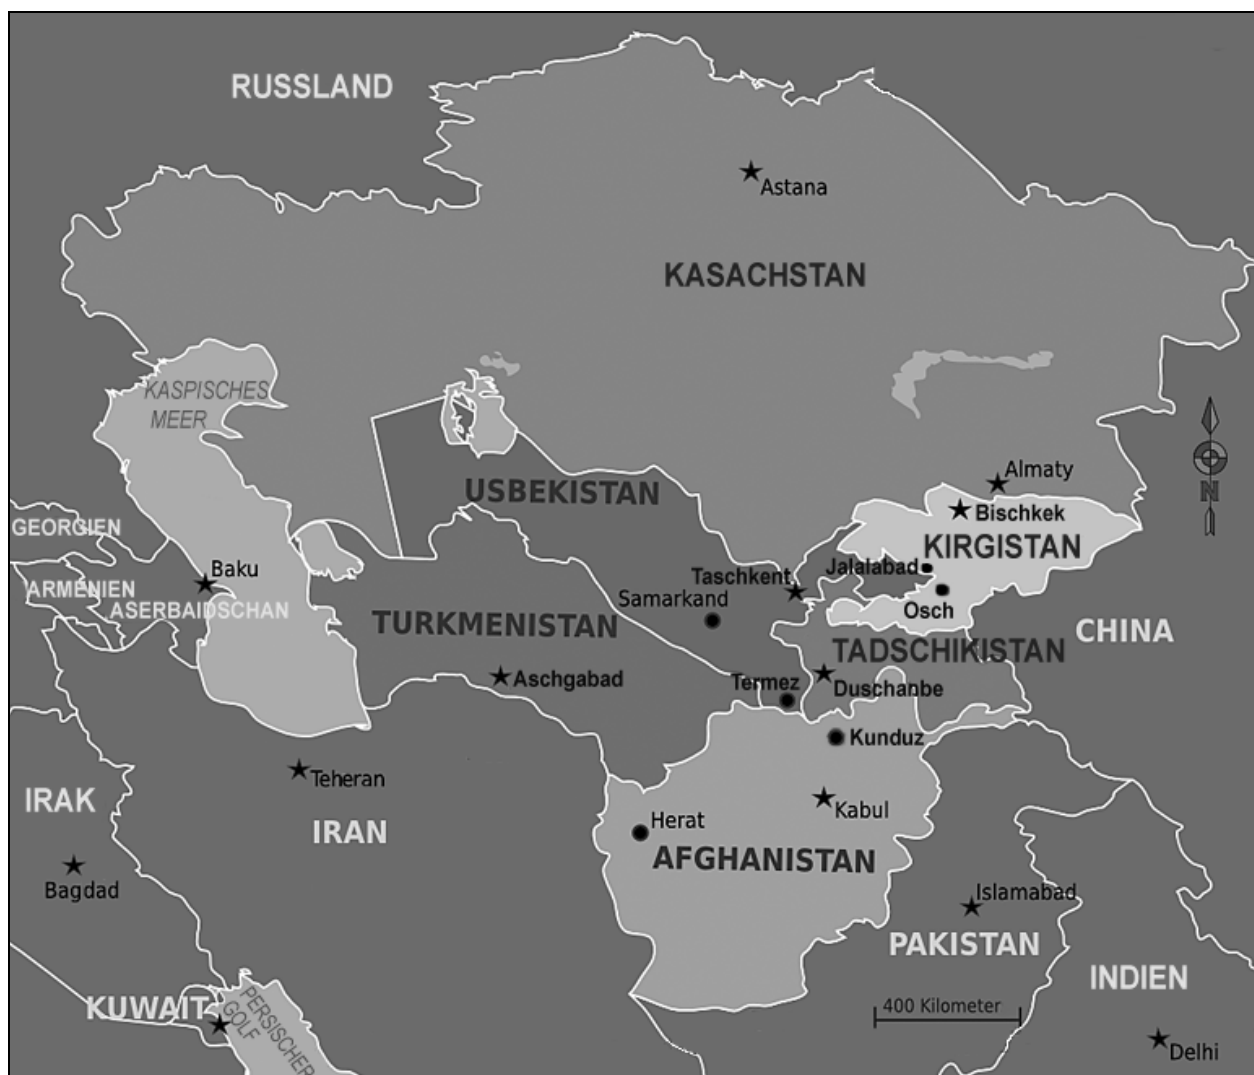 RUSSLAND
Astana
KASACHSTAN
KASPISCHES
MEER
Almaty
USBEKISTAN
N
Bischkek
GEORGIEN
KIRGISTAN
Jalalabad
Baku
Taschkent
ARMENIEN
Samarkand
ASERBAIDSCHAN
Osch
TURKMENISTAN
CHINA
TADSCHIKISTAN
Aschgabad
Termez
Duschanbe
Kunduz
Teheran
IRAK
Kabul
Herat
IRAN
AFGHANISTAN
Bagdad
Islamabad
PAKISTAN
INDIEN
KUWAIT
400 Kilometer
PERSISCHER
GOLF
Delhi